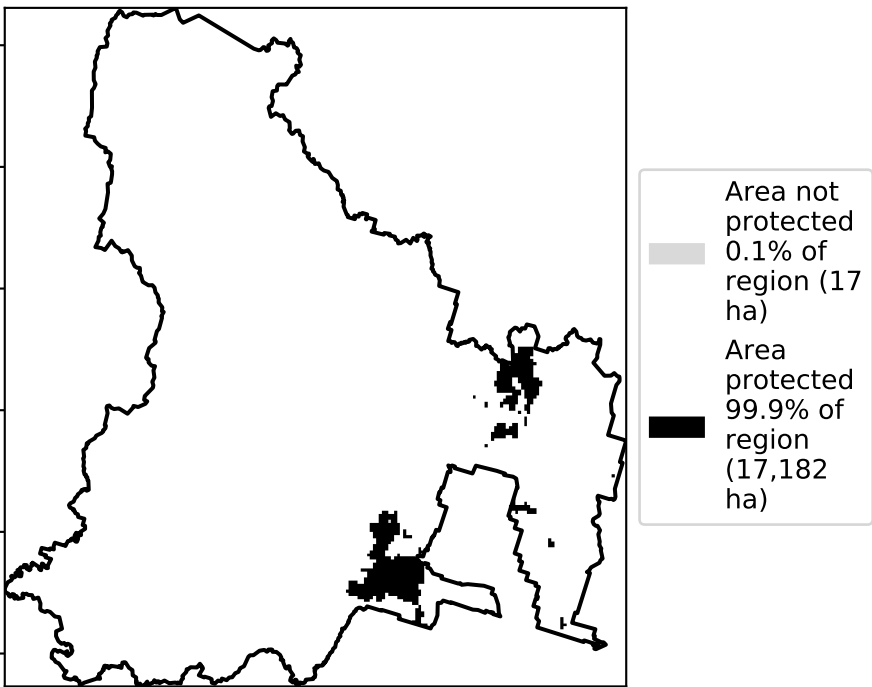 Area not
protected
0.1% of
region (17
ha)
Area
protected
99.9% of
region
(17,182
ha)